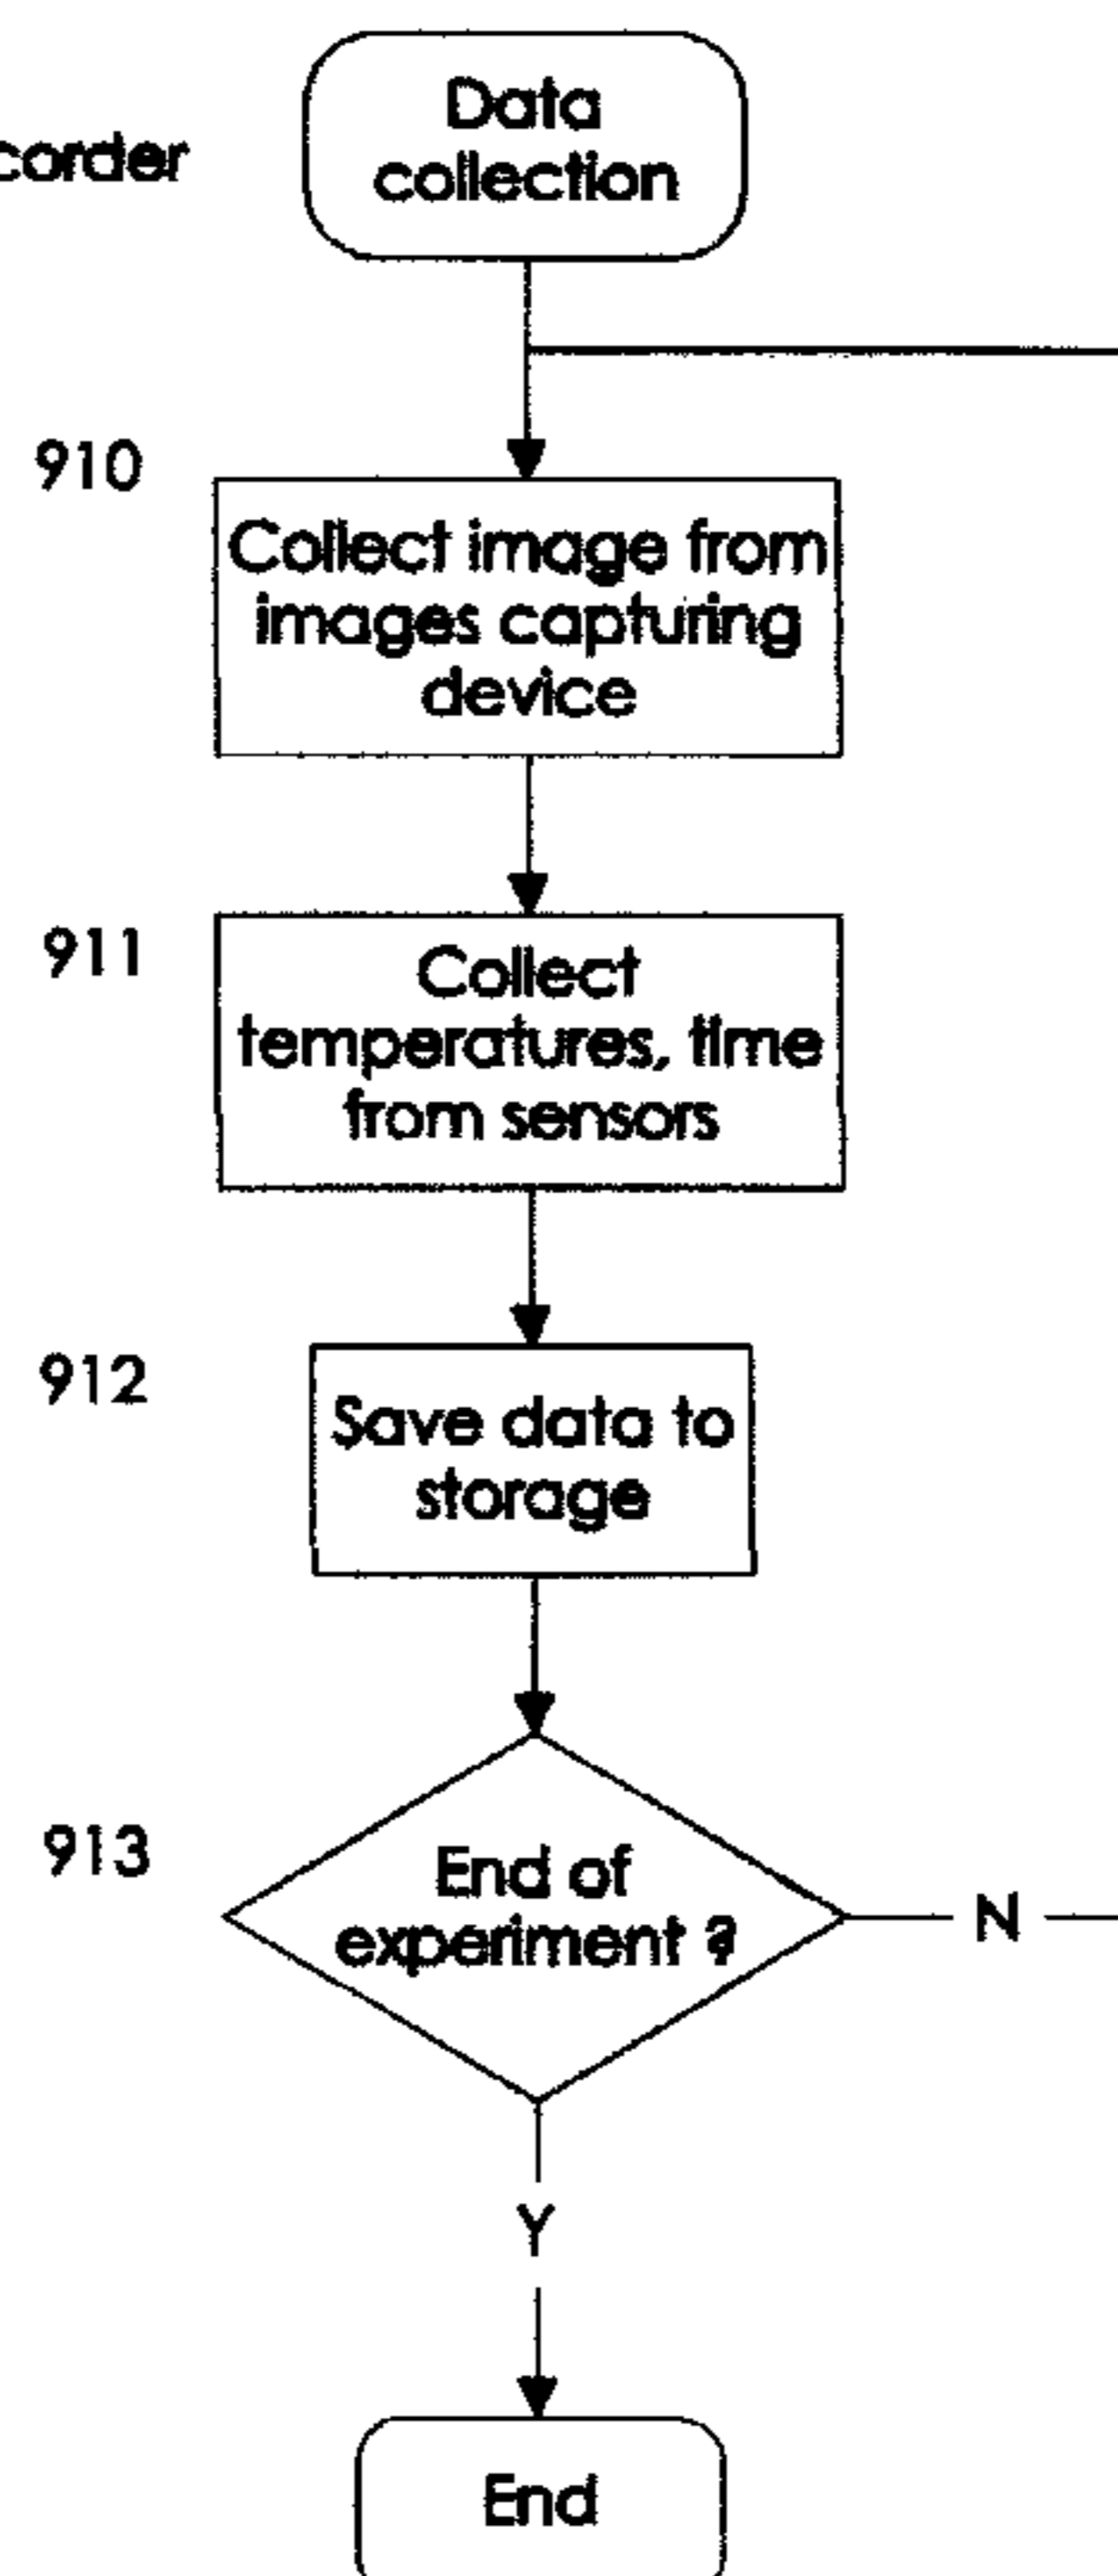 corder
Data
collection
910
Collect image from
images capturing
device
911
Collect
temperatures, time
from sensors
912
Save data to
storage
913
End of
experiment ?
N
Y
End